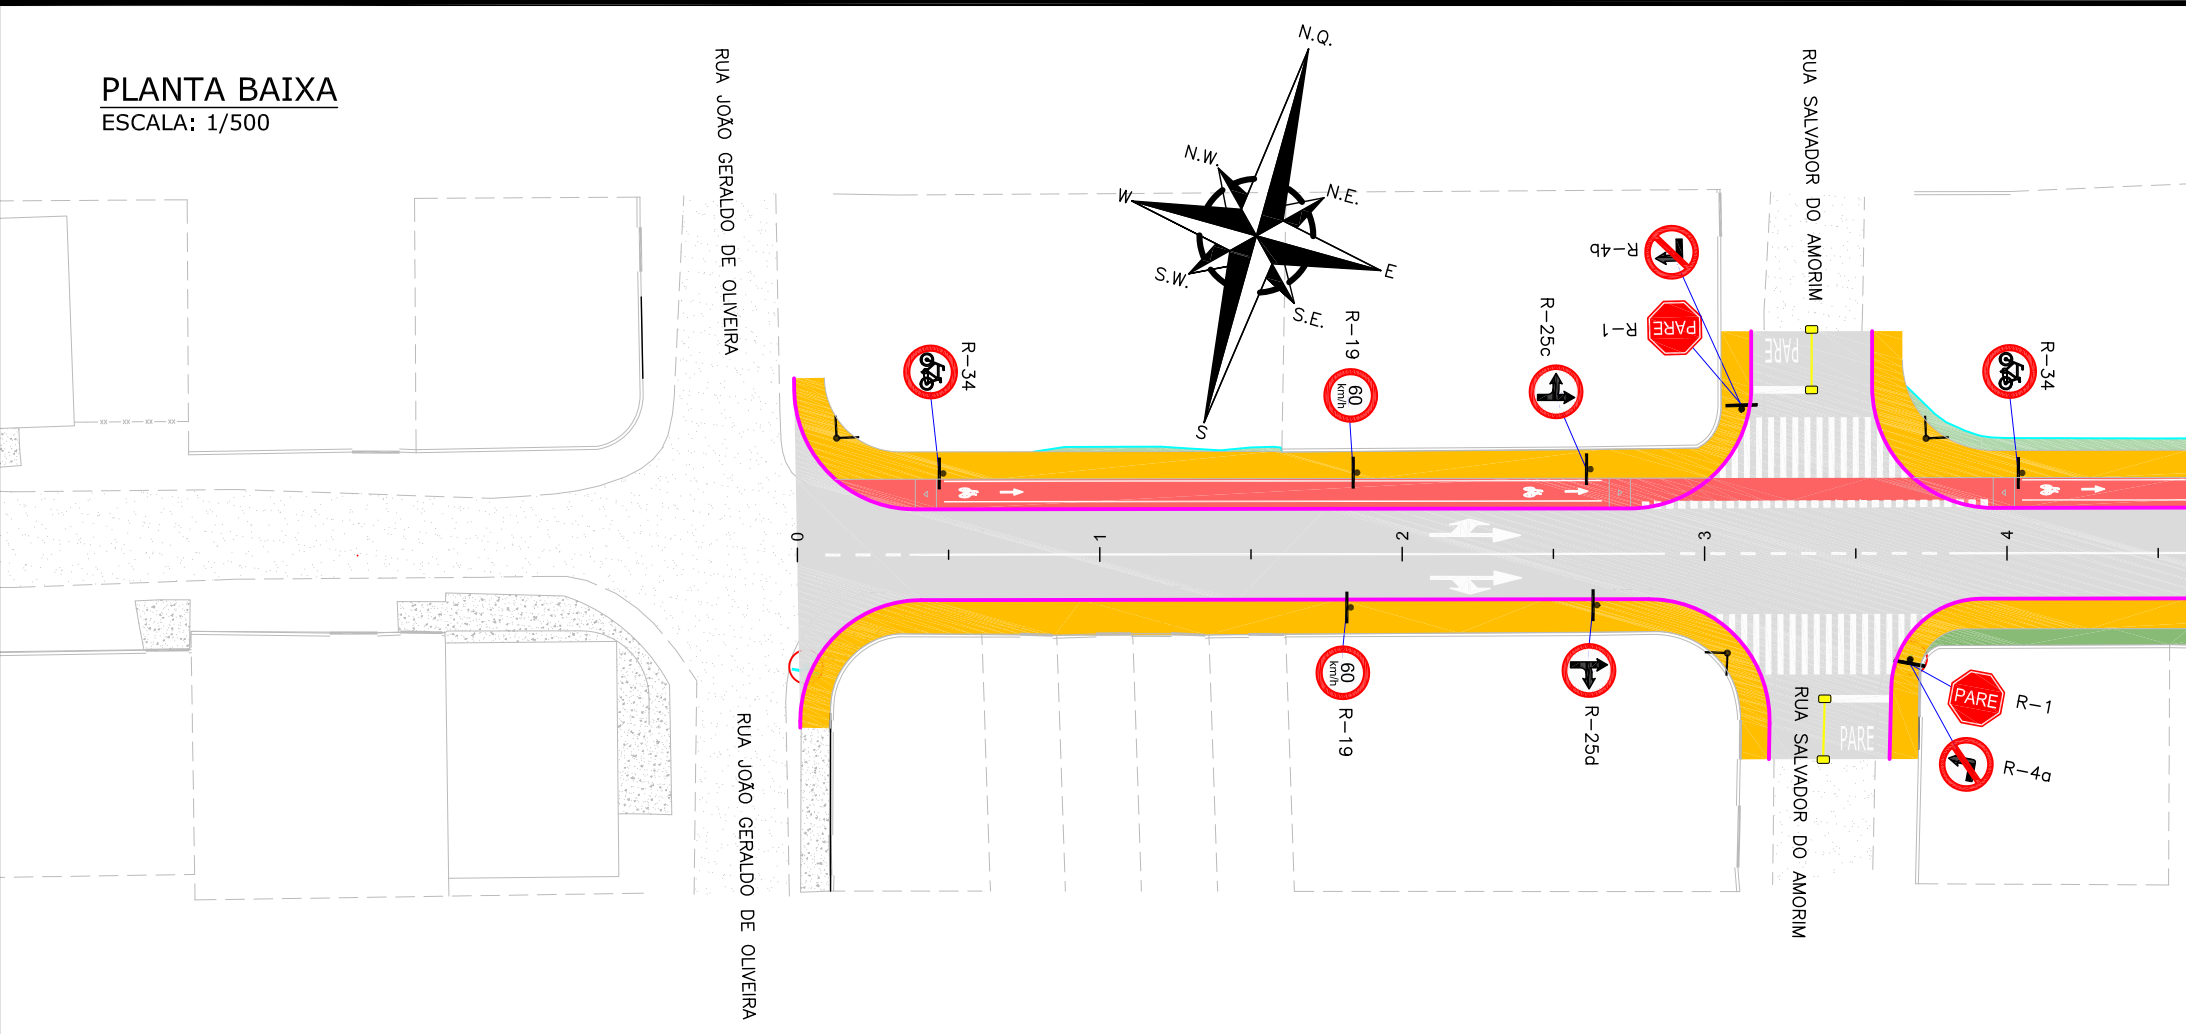 PLANTA BAIXA
ESCALA: 1/500
RUA JOÃO GERALDO DE OLIVEIRA
N.Q.
N.W.
N.E.
W
E
S.W.
S.E.
S
RUA SALVADOR DO AMORIM
R-4b
R-1
PARE
PARE
R-34
R-19
60
km/h
R-25c
R-34
0
1
2
3
4
60
km/h
R-19
R-25d
PARE
R-1
R-4a
PARE
RUA SALVADOR DO AMORIM
RUA JOÃO GERALDO DE OLIVEIRA